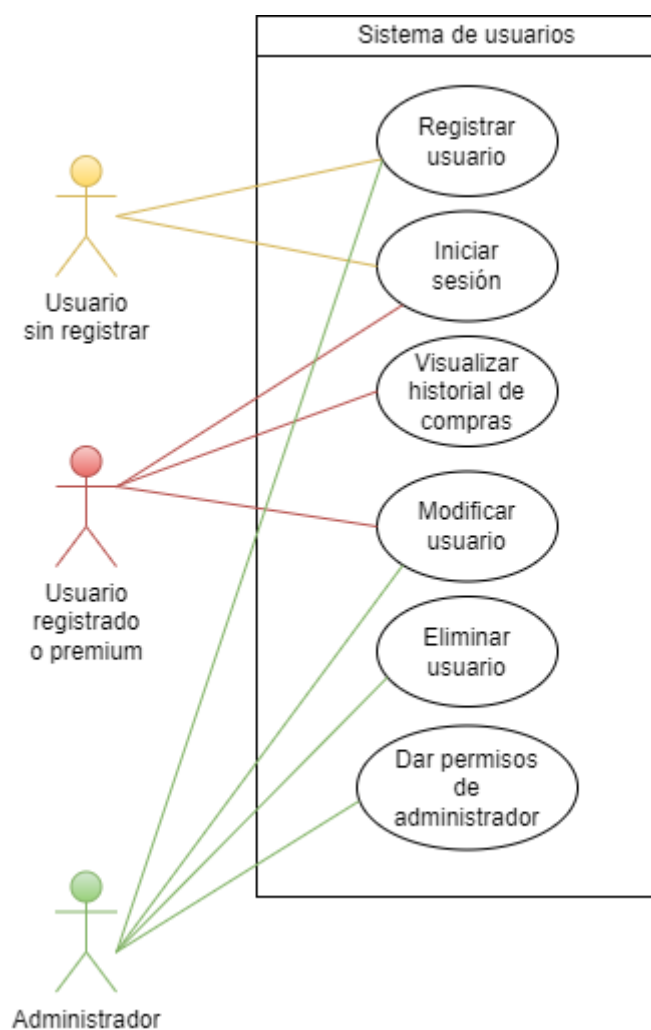 Sistema de usuarios
Registrar
usuario
Usuario
sin registrar
Iniciar
sesión
Visualizar
historial de
compras
Usuario
registrado
o premium
Modificar
usuario
Eliminar
usuario
Dar permisos
de
administrador
Administrador